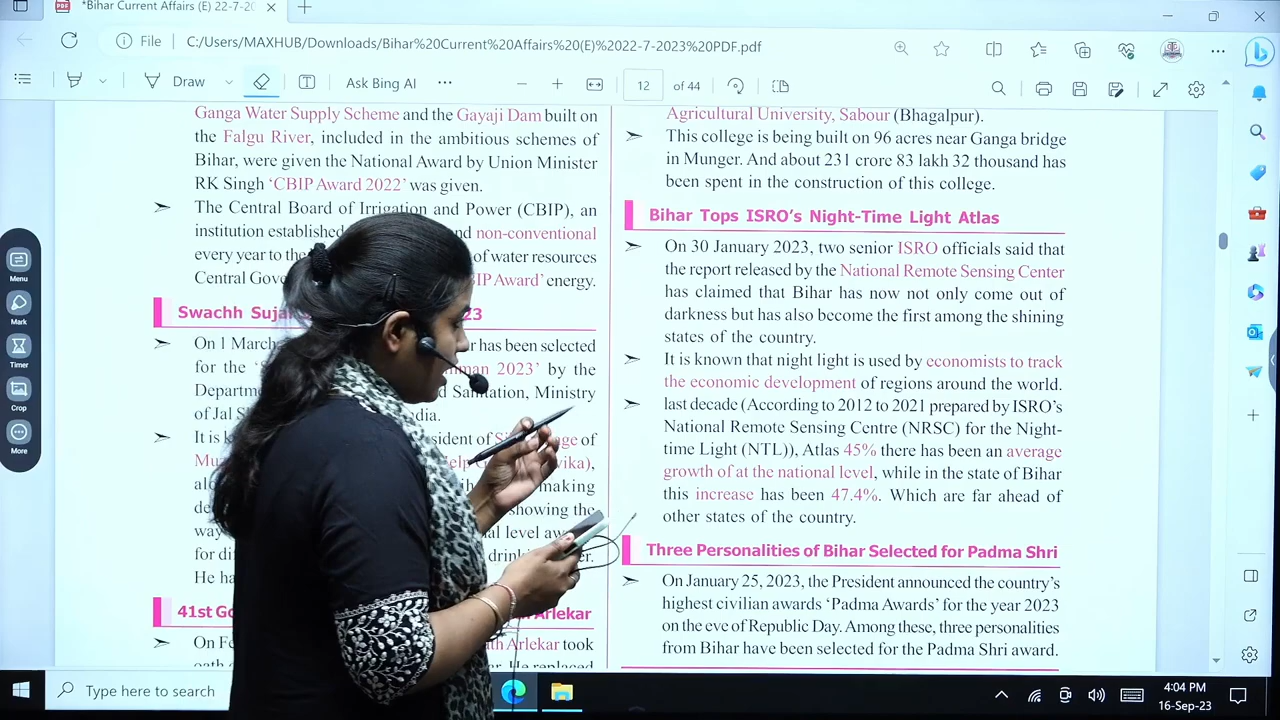 *Bihar Current Affairs (E) 22-7-20
File
C:/Users/MAXHUB/Downloads/Bihar%20Current%20Affairs%20(E)%2022-7-2023%20PDF.pdf
Draw
Ask Bing AI
12 of 44
Menu
Mark
Timer
Crop
More
Ganga Water Supply Scheme and the Gayaji Dam built on
the Falgu River, included in the ambitious schemes of
Bihar, were given the National Award by Union Minister
RK Singh ‘CBIP Award 2022’ was given.
The Central Board of Irrigation and Power (CBIP), an
institution established and non-conventional
every year to the of water resources
Central Gov IP Award’ energy.
Swachh Suja 23
On 1 March ar has been selected
for the ‘S nman 2023’ by the
Department Sanitation, Ministry
of Jal S dia.
It is k sident of age of
making
showing the
way al level aw
for di drink er.
He ha
41st Go Arlekar
On Fe th Arlekar took
oath He replaced
Agricultural University, Sabour (Bhagalpur).
This college is being built on 96 acres near Ganga bridge
in Munger. And about 231 crore 83 lakh 32 thousand has
been spent in the construction of this college.
Bihar Tops ISRO’s Night-Time Light Atlas
On 30 January 2023, two senior ISRO officials said that
the report released by the National Remote Sensing Center
has claimed that Bihar has now not only come out of
darkness but has also become the first among the shining
states of the country.
It is known that night light is used by economists to track
the economic development of regions around the world.
last decade (According to 2012 to 2021 prepared by ISRO’s
National Remote Sensing Centre (NRSC) for the Night-
time Light (NTL)), Atlas 45% there has been an average
growth of at the national level, while in the state of Bihar
this increase has been 47.4%. Which are far ahead of
other states of the country.
Three Personalities of Bihar Selected for Padma Shri
On January 25, 2023, the President announced the country’s
highest civilian awards ‘Padma Awards’ for the year 2023
on the eve of Republic Day. Among these, three personalities
from Bihar have been selected for the Padma Shri award.
Type here to search
4:04 PM
16-Sep-23